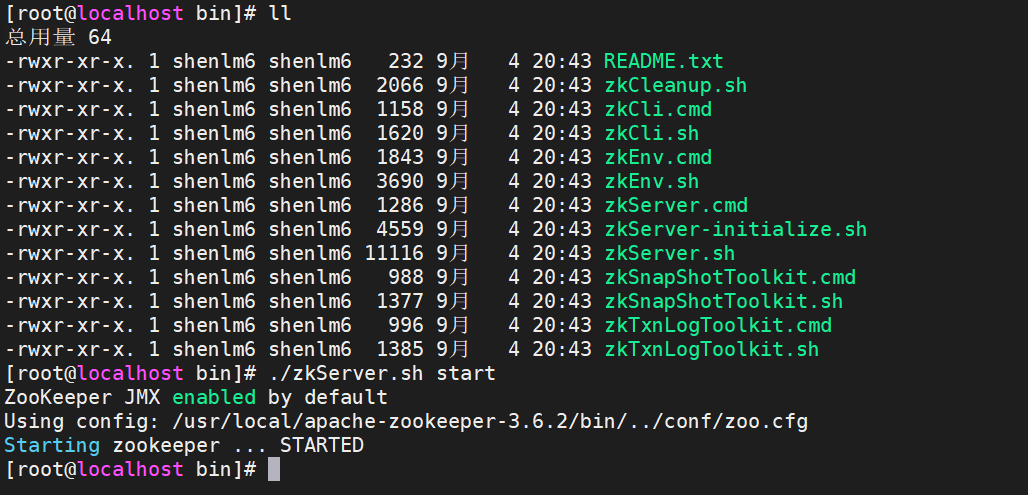 [root@localhost bin]# ll
总用量 64
-rwxr-xr-x. 1 shenlm6 shenlm6   232 9月   4 20:43 README.txt
-rwxr-xr-x. 1 shenlm6 shenlm6  2066 9月   4 20:43 zkCleanup.sh
-rwxr-xr-x. 1 shenlm6 shenlm6  1158 9月   4 20:43 zkCli.cmd
-rwxr-xr-x. 1 shenlm6 shenlm6  1620 9月   4 20:43 zkCli.sh
-rwxr-xr-x. 1 shenlm6 shenlm6  1843 9月   4 20:43 zkEnv.cmd
-rwxr-xr-x. 1 shenlm6 shenlm6  3690 9月   4 20:43 zkEnv.sh
-rwxr-xr-x. 1 shenlm6 shenlm6  1286 9月   4 20:43 zkServer.cmd
-rwxr-xr-x. 1 shenlm6 shenlm6  4559 9月   4 20:43 zkServer-initialize.sh
-rwxr-xr-x. 1 shenlm6 shenlm6 11116 9月   4 20:43 zkServer.sh
-rwxr-xr-x. 1 shenlm6 shenlm6   988 9月   4 20:43 zkSnapShotToolkit.cmd
-rwxr-xr-x. 1 shenlm6 shenlm6  1377 9月   4 20:43 zkSnapShotToolkit.sh
-rwxr-xr-x. 1 shenlm6 shenlm6   996 9月   4 20:43 zkTxnLogToolkit.cmd
-rwxr-xr-x. 1 shenlm6 shenlm6  1385 9月   4 20:43 zkTxnLogToolkit.sh
[root@localhost bin]# ./zkServer.sh start
ZooKeeper JMX enabled by default
Using config: /usr/local/apache-zookeeper-3.6.2/bin/../conf/zoo.cfg
Starting zookeeper ... STARTED
[root@localhost bin]#